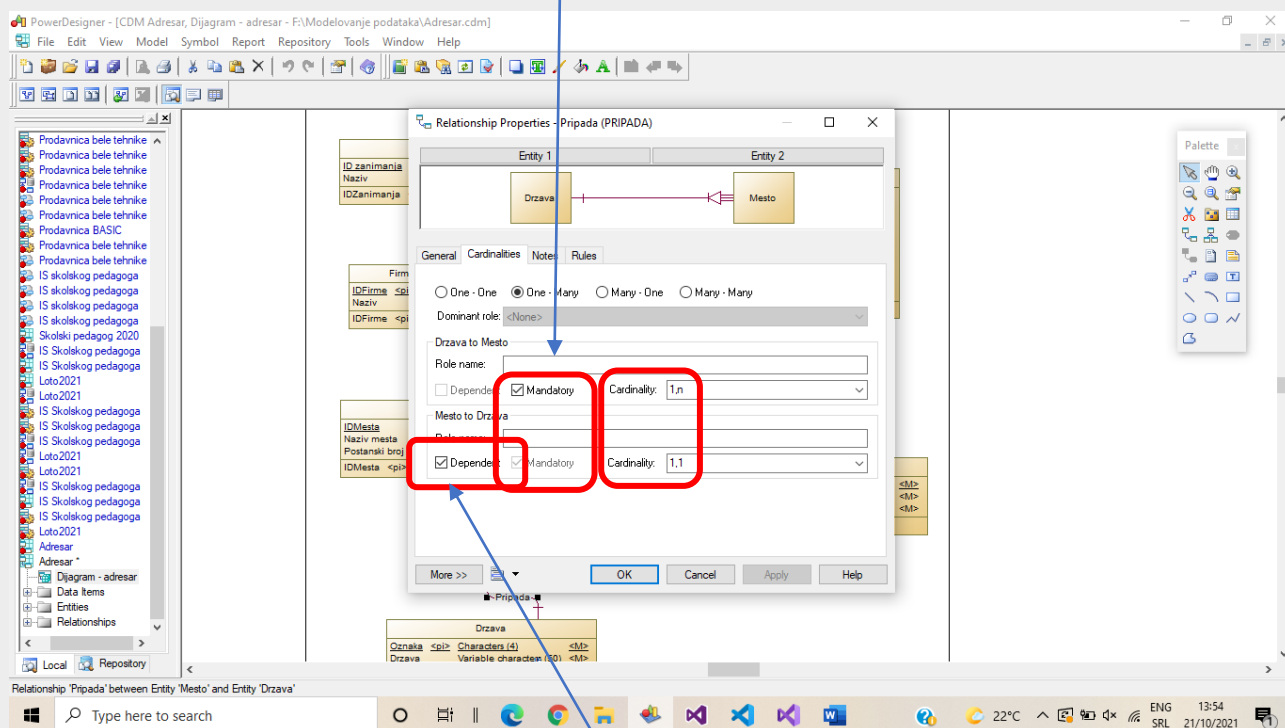 PowerDesigner - [CDM Adresar, Dijagram - adresar - F:\Modelovanje podataka\Adresar.cdm]
File Edit View Model Symbol Report Repository Tools Window Help
Prodavnica bele tehnike
Prodavnica bele tehnike
Prodavnica bele tehnike
Prodavnica bele tehnike
Prodavnica bele tehnike
Prodavnica bele tehnike
Prodavnica BASIC
Prodavnica bele tehnike
Prodavnica bele tehnike
IS skolskog pedagoga
IS skolskog pedagoga
IS skolskog pedagoga
IS skolskog pedagoga
Skolski pedagog 2020
IS Skolskog pedagoga
IS Skolskog pedagoga
Loto2021
Loto2021
IS Skolskog pedagoga
IS Skolskog pedagoga
IS Skolskog pedagoga
Loto2021
Loto2021
IS Skolskog pedagoga
IS Skolskog pedagoga
IS Skolskog pedagoga
Loto2021
Adresar
Adresar *
Dijagram - adresar
Data Items
Entities
Relationships
Local Repository
ID zanimanja
Naziv
IDZanimanja
Firm
IDFirme <pi
Naziv
IDFirme <pi
IDMesta
Naziv mesta
Postanski broj
IDMesta <pi>
Relationship Properties - Pripada (PRIPADA)
Entity 1 Entity 2
Drzava Mesto
General Cardinalities Notes Rules
One - One One - Many Many - One Many - Many
Dominant role: <None>
Drzava to Mesto
Role name:
Dependent Mandatory Cardinality: 1,n
Mesto to Drzava
Role name:
Dependent Mandatory Cardinality: 1,1
More >> OK Cancel Apply Help
<M>
<M>
<M>
Pripada
Drzava
Oznaka <pi> Characters (4) <M>
Drzava Variable characters (50) <M>
Palette
Relationship 'Pripada' between Entity 'Mesto' and Entity 'Drzava'
Type here to search
22°C
ENG
SRL
13:54
21/10/2021